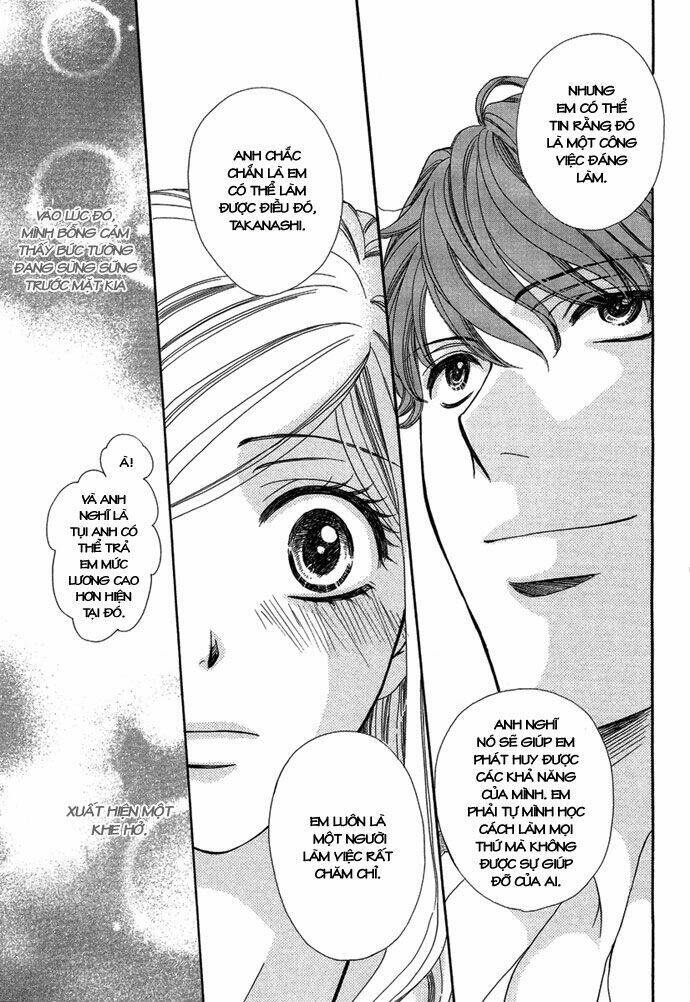 NHƯNG
EM CÓ THỂ
TIN RẰNG, ĐÓ
LÀ MỘT CÔNG
VIỆC ĐÁNG
LÀM.
ANH NGHĨ
NÓ SẼ GIÚP EM
PHÁT HUY ĐƯỢC
CÁC KHẢ NĂNG
CỦA MÌNH. EM
PHẢI TỰ MÌNH HỌC
CÁCH LÀM MỌI
THỨ MÀ KHÔNG
ĐƯỢC SỰ GIÚP
ĐỠ CỦA AI.
ANH CHẮC
CHẮN LÀ EM
CÓ THỂ LÀM
ĐƯỢC ĐIỀU ĐÓ,
TAKANASHI.
EM LUÔN LÀ
MỘT NGƯỜI
LÀM VIỆC RẤT
CHĂM CHỈ.
VÀO LÚC ĐÓ,
MÌNH BỖNG CẢM
THẤY BỨC TƯỜNG
ĐANG SỪNG SỮNG
TRƯỚC MẶT KIA
À!
VÀ ANH
NGHĨ LÀ
TỤI ANH CÓ
THỂ TRẢ
EM MỨC
LƯƠNG CAO
HƠN HIỆN
TẠI ĐÓ.
XUẤT HIỆN MỘT
KHE HỞ.